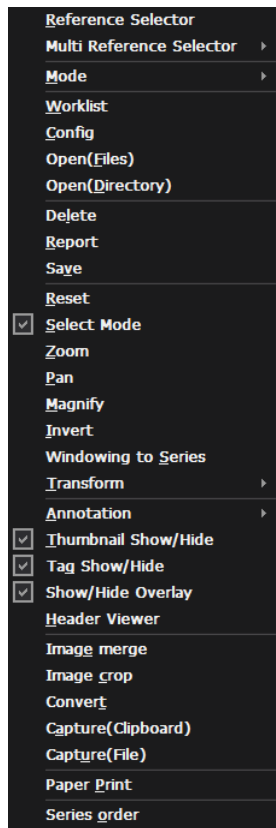 Reference Selector
Multi Reference Selector
Mode
Worklist
Config
Open(Files)
Open(Directory)
Delete
Report
Save
Reset
Select Mode
Zoom
Pan
Magnify
Invert
Windowing to Series
Transform
Annotation
Thumbnail Show/Hide
Tag Show/Hide
Show/Hide Overlay
Header Viewer
Image merge
Image crop
Convert
Capture(Clipboard)
Capture(File)
Paper Print
Series order